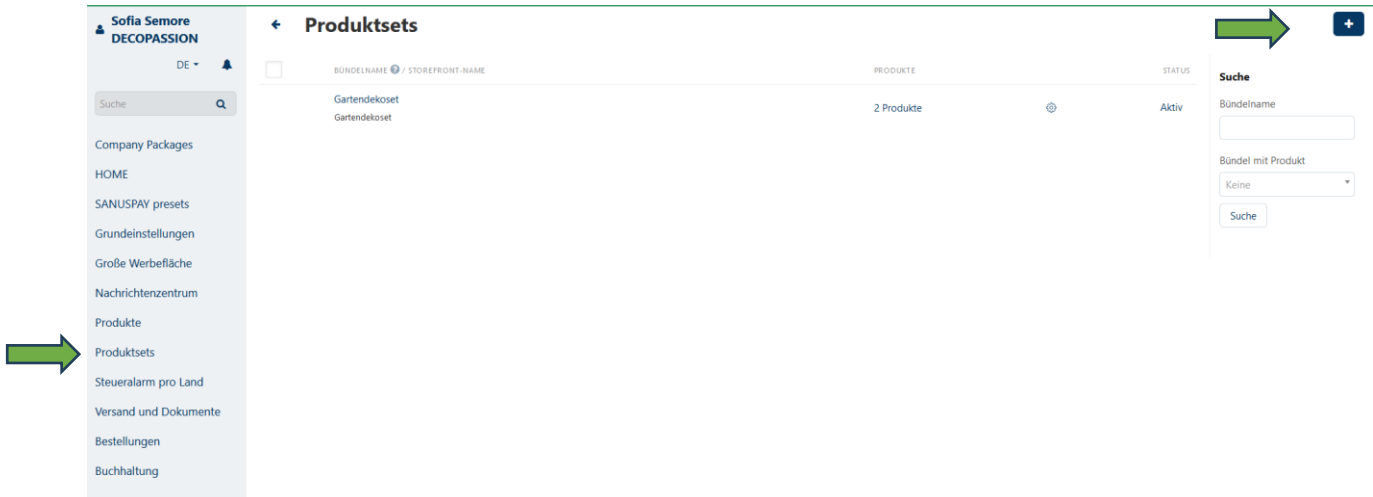 Sofia Semore
DECOPASSION
DE
Suche
Company Packages
HOME
SANUSPAY presets
Grundeinstellungen
Große Werbefläche
Nachrichtenzentrum
Produkte
Produktsets
Steueralarm pro Land
Versand und Dokumente
Bestellungen
Buchhaltung
Produktsets
BÜNDELNAME ? / STOREFRONT-NAME PRODUKTE STATUS
Gartendekoset 2 Produkte Aktiv
Gartendekoset
+
Suche
Bündelname
Bündel mit Produkt
Keine
Suche